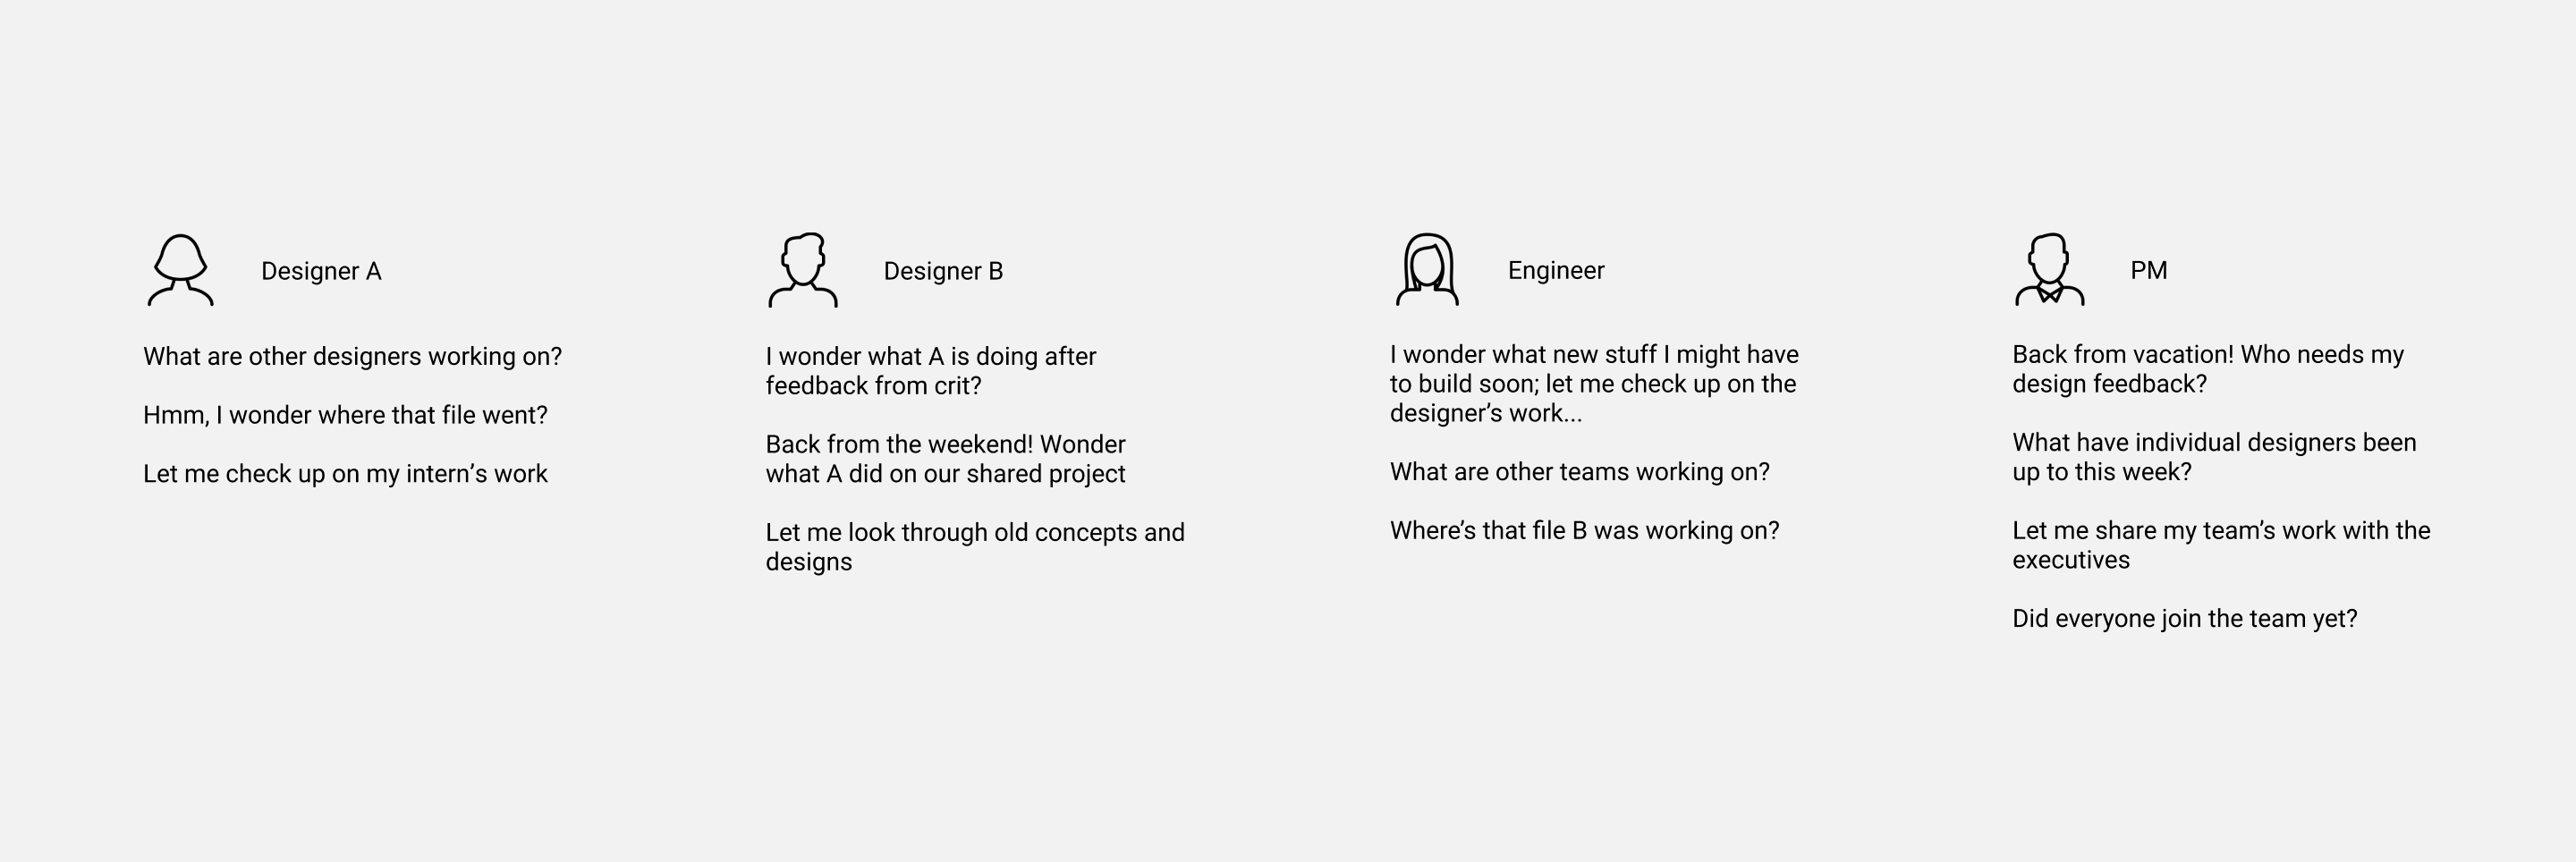 Designer A
What are other designers working on?
Hmm, I wonder where that file went?
Let me check up on my intern’s work
Designer B
I wonder what A is doing after
feedback from crit?
Back from the weekend! Wonder
what A did on our shared project
Let me look through old concepts and
designs
Engineer
I wonder what new stuff I might have
to build soon; let me check up on the
designer’s work...
What are other teams working on?
Where’s that file B was working on?
PM
Back from vacation! Who needs my
design feedback?
What have individual designers been
up to this week?
Let me share my team’s work with the
executives
Did everyone join the team yet?